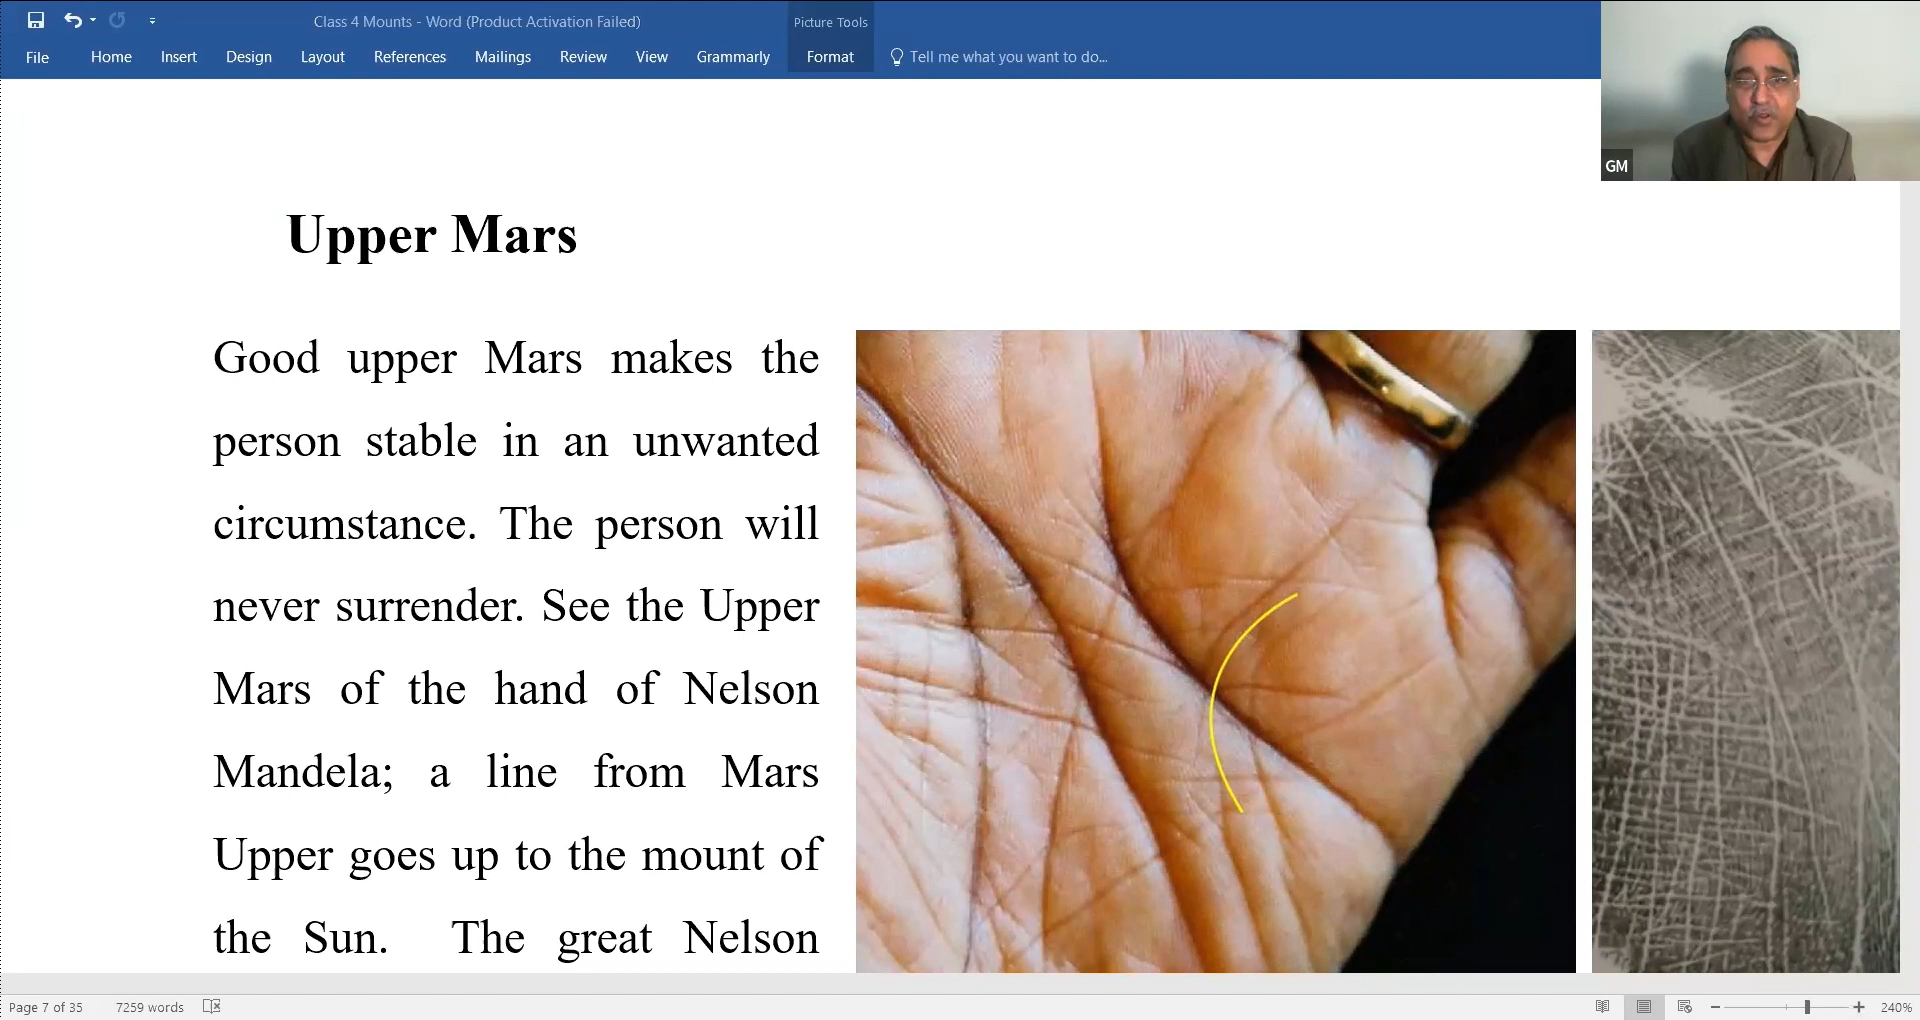 Class 4 Mounts - Word (Product Activation Failed)
Picture Tools
File Home Insert Design Layout References Mailings Review View Grammarly Format Tell me what you want to do...
GM
Upper Mars
Good upper Mars makes the
person stable in an unwanted
circumstance. The person will
never surrender. See the Upper
Mars of the hand of Nelson
Mandela; a line from Mars
Upper goes up to the mount of
the Sun. The great Nelson
Page 7 of 35 7259 words 240%